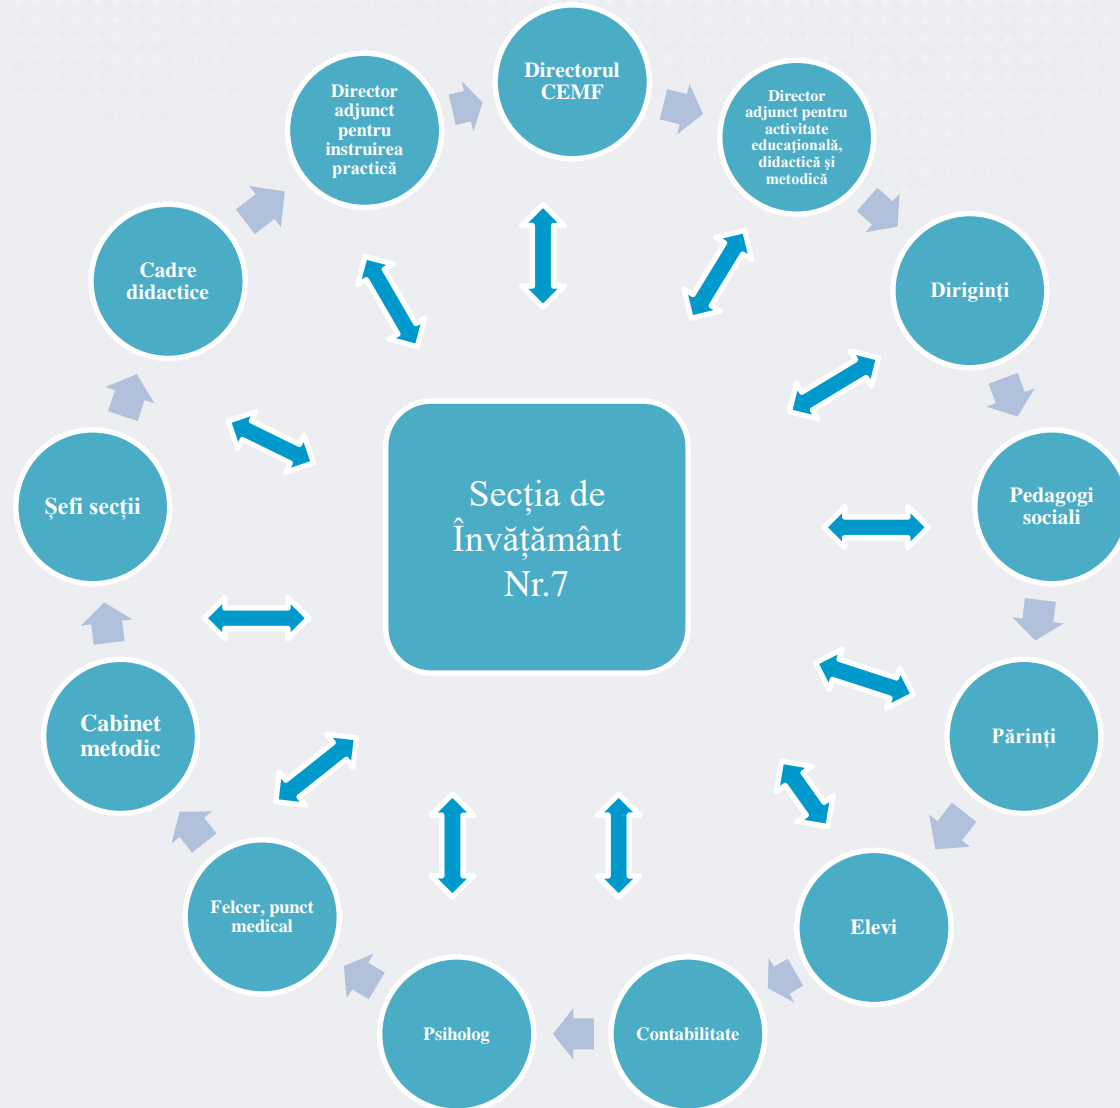 Directorul
CEMF
Director
adjunct pentru
activitate
educațională,
didactică și
metodică
Diriginți
Pedagogi
sociali
Părinți
Elevi
Contabilitate
Psiholog
Felcer, punct
medical
Cabinet
metodic
Șefi secții
Cadre
didactice
Director
adjunct
pentru
instruirea
practică
Secția de
Învățământ
Nr.7